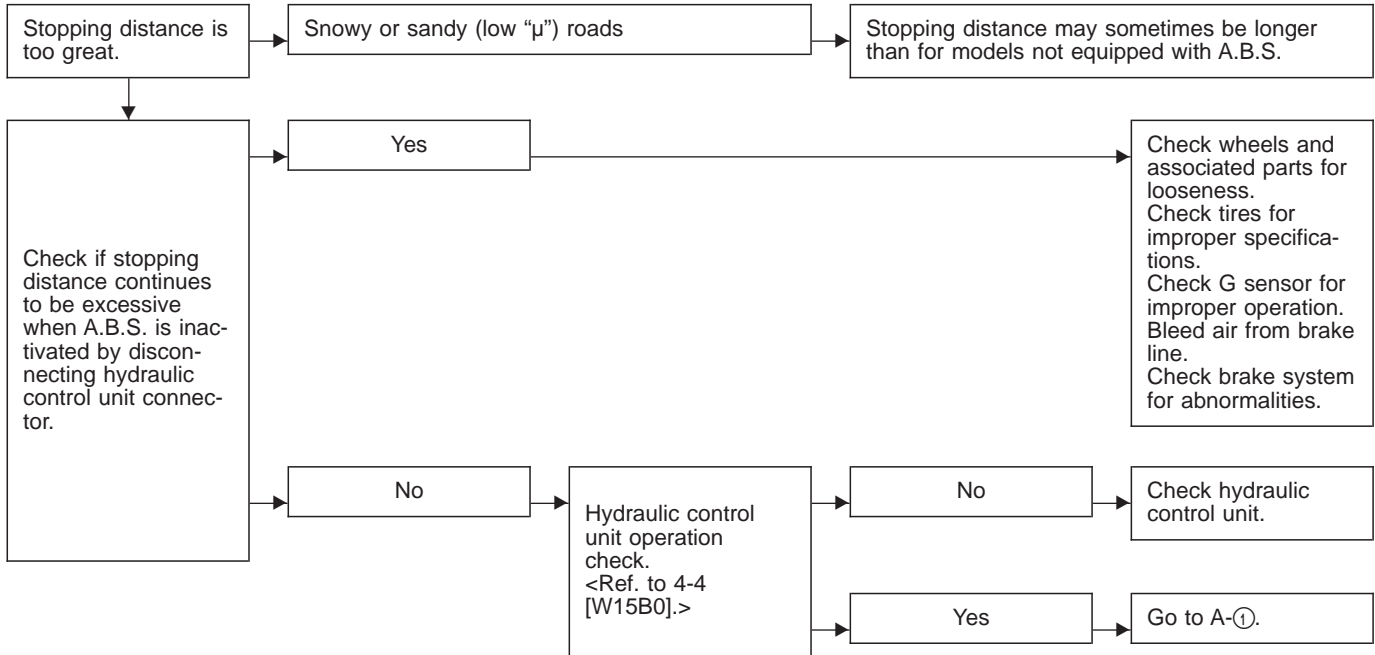 Stopping distance is
too great.
Snowy or sandy (low “μ”) roads
Stopping distance may sometimes be longer
than for models not equipped with A.B.S.
Check if stopping
distance continues
to be excessive
when A.B.S. is inac-
tivated by discon-
necting hydraulic
control unit connec-
tor.
Yes
Check wheels and
associated parts for
looseness.
Check tires for
improper specifica-
tions.
Check G sensor for
improper operation.
Bleed air from brake
line.
Check brake system
for abnormalities.
No
Hydraulic control
unit operation
check.
<Ref. to 4-4
[W15B0].>
No
Check hydraulic
control unit.
Yes
Go to A-①.